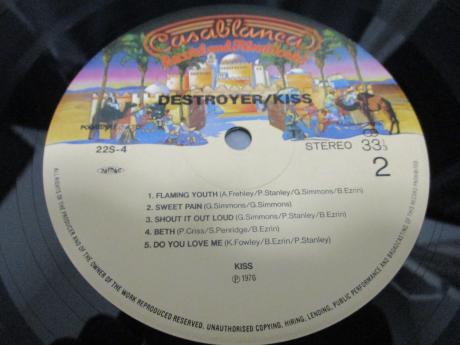 Casablanca
Record and FilmWorks
DESTROYER/KISS
22S-4
STEREO 33⅓
2
1. FLAMING YOUTH (A.Frehley/P.Stanley/G.Simmons/B.Ezrin)
2. SWEET PAIN (G.Simmons/G.Simmons)
3. SHOUT IT OUT LOUD (G.Simmons/P.Stanley/B.Ezrin)
4. BETH (P.Criss/S.Penridge/B.Ezrin)
5. DO YOU LOVE ME (K.Fowley/B.Ezrin/P.Stanley)
KISS
Ⓟ 1976
ALL RIGHTS OF THE PRODUCER AND OF THE OWNER OF THE WORK REPRODUCED RESERVED. UNAUTHORISED COPYING, HIRING, LENDING, PUBLIC PERFORMANCE AND BROADCASTING OF THIS RECORD PROHIBITED